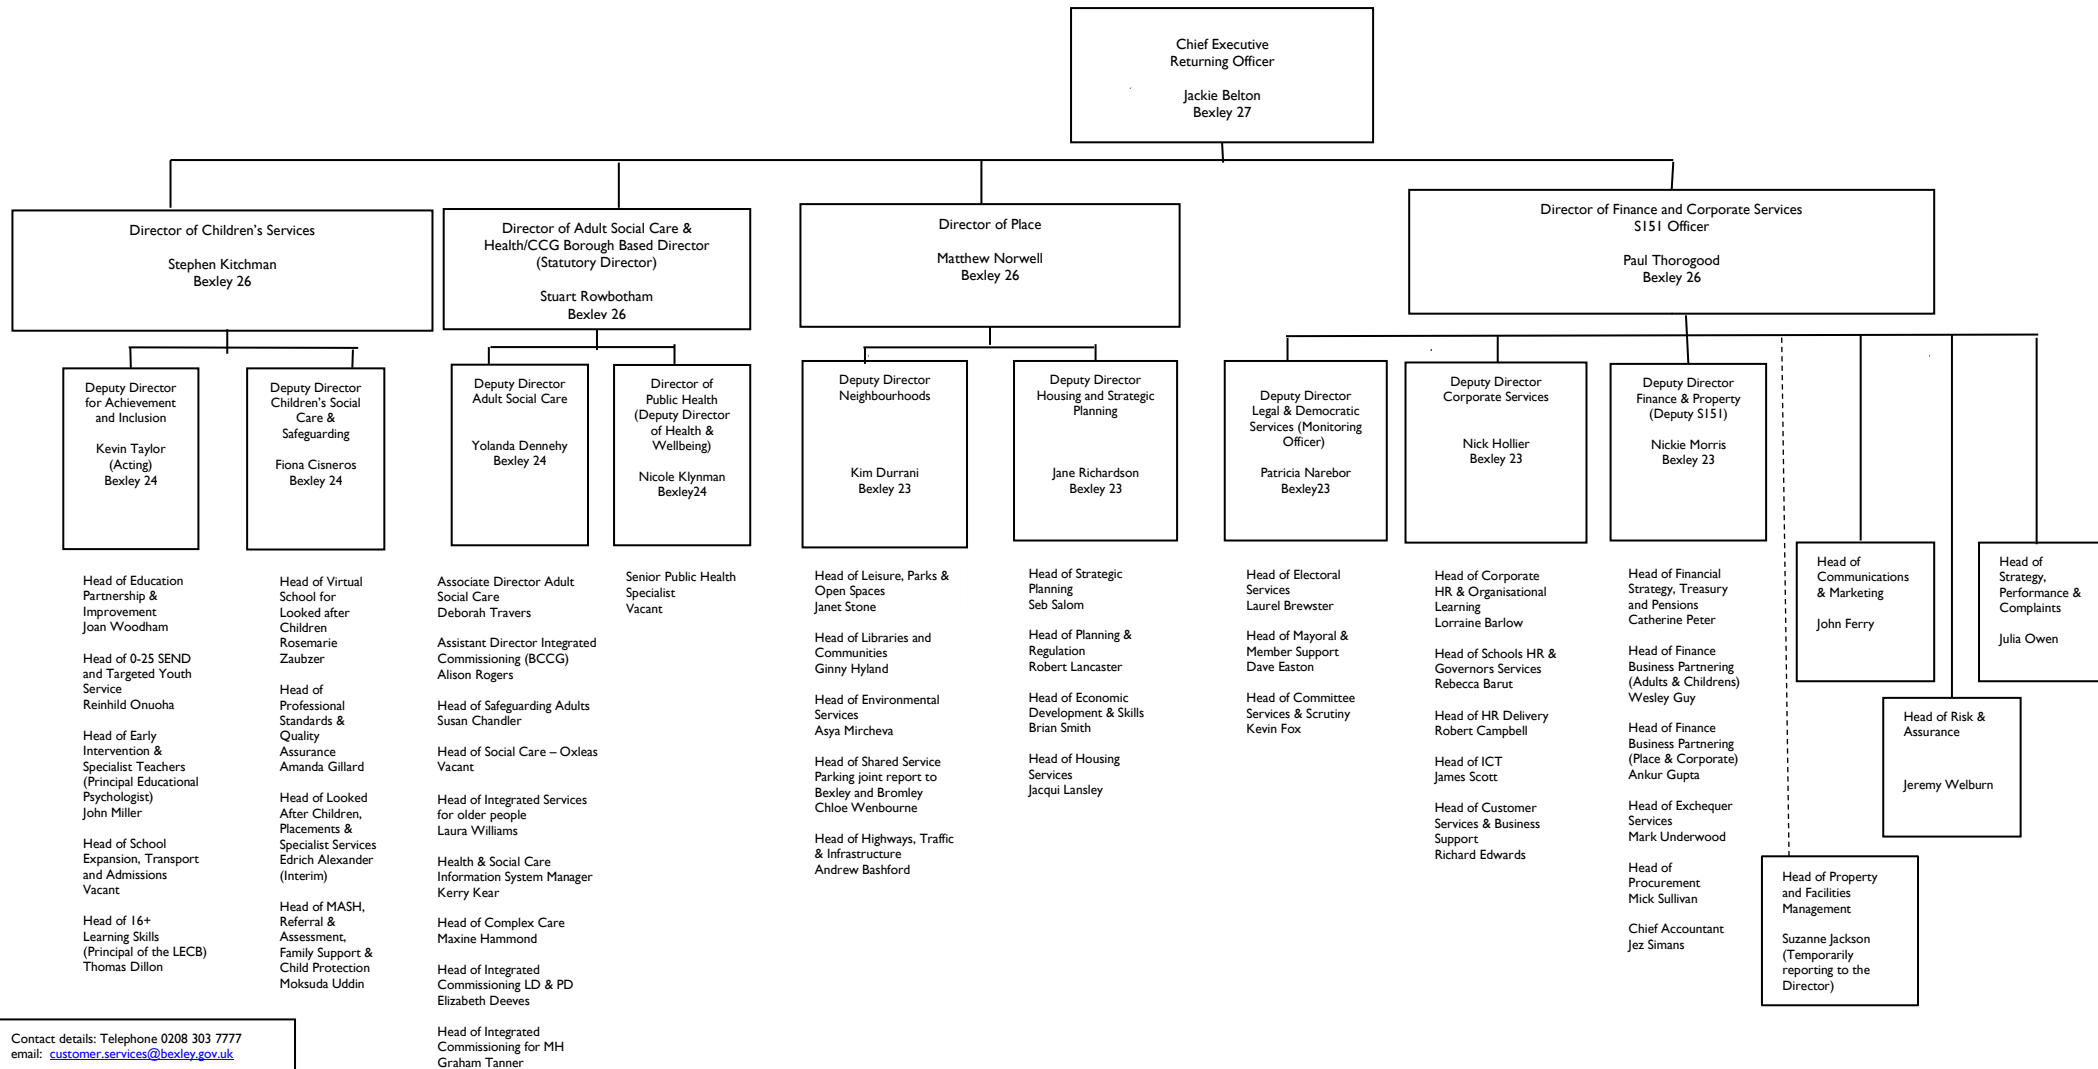 Chief Executive
Returning Officer
Jackie Belton
Bexley 27
Director of Children's Services
Stephen Kitchman
Bexley 26
Director of Adult Social Care &
Health/CCG Borough Based Director
(Statutory Director)
Stuart Rowbotham
Bexley 26
Director of Place
Matthew Norwell
Bexley 26
Director of Finance and Corporate Services
S151 Officer
Paul Thorogood
Bexley 26
Deputy Director
for Achievement
and Inclusion
Kevin Taylor
(Acting)
Bexley 24
Deputy Director
Children's Social
Care &
Safeguarding
Fiona Cisneros
Bexley 24
Deputy Director
Adult Social Care
Yolanda Dennehy
Bexley 24
Director of
Public Health
(Deputy Director
of Health &
Wellbeing)
Nicole Klynman
Bexley24
Deputy Director
Neighbourhoods
Kim Durrani
Bexley 23
Deputy Director
Housing and Strategic
Planning
Jane Richardson
Bexley 23
Deputy Director
Legal & Democratic
Services (Monitoring
Officer)
Patricia Narebor
Bexley23
Deputy Director
Corporate Services
Nick Hollier
Bexley 23
Deputy Director
Finance & Property
(Deputy S151)
Nickie Morris
Bexley 23
Head of Education
Partnership &
Improvement
Joan Woodham
Head of 0-25 SEND
and Targeted Youth
Service
Reinhild Onuoha
Head of Early
Intervention &
Specialist Teachers
(Principal Educational
Psychologist)
John Miller
Head of School
Expansion, Transport
and Admissions
Vacant
Head of 16+
Learning Skills
(Principal of the LECB)
Thomas Dillon
Head of Virtual
School for
Looked after
Children
Rosemarie
Zaubzer
Head of
Professional
Standards &
Quality
Assurance
Amanda Gillard
Head of Looked
After Children,
Placements &
Specialist Services
Edrich Alexander
(Interim)
Head of MASH,
Referral &
Assessment,
Family Support &
Child Protection
Moksuda Uddin
Associate Director Adult
Social Care
Deborah Travers
Assistant Director Integrated
Commissioning (BCCG)
Alison Rogers
Head of Safeguarding Adults
Susan Chandler
Head of Social Care – Oxleas
Vacant
Head of Integrated Services
for older people
Laura Williams
Health & Social Care
Information System Manager
Kerry Kear
Head of Complex Care
Maxine Hammond
Head of Integrated
Commissioning LD & PD
Elizabeth Deeves
Head of Integrated
Commissioning for MH
Graham Tanner
Senior Public Health
Specialist
Vacant
Head of Leisure, Parks &
Open Spaces
Janet Stone
Head of Libraries and
Communities
Ginny Hyland
Head of Environmental
Services
Asya Mircheva
Head of Shared Service
Parking joint report to
Bexley and Bromley
Chloe Wenbourne
Head of Highways, Traffic
& Infrastructure
Andrew Bashford
Head of Strategic
Planning
Seb Salom
Head of Planning &
Regulation
Robert Lancaster
Head of Economic
Development & Skills
Brian Smith
Head of Housing
Services
Jacqui Lansley
Head of Electoral
Services
Laurel Brewster
Head of Mayoral &
Member Support
Dave Easton
Head of Committee
Services & Scrutiny
Kevin Fox
Head of Corporate
HR & Organisational
Learning
Lorraine Barlow
Head of Schools HR &
Governors Services
Rebecca Barut
Head of HR Delivery
Robert Campbell
Head of ICT
James Scott
Head of Customer
Services & Business
Support
Richard Edwards
Head of Financial
Strategy, Treasury
and Pensions
Catherine Peter
Head of Finance
Business Partnering
(Adults & Childrens)
Wesley Guy
Head of Finance
Business Partnering
(Place & Corporate)
Ankur Gupta
Head of Exchequer
Services
Mark Underwood
Head of
Procurement
Mick Sullivan
Chief Accountant
Jez Simans
Head of
Communications
& Marketing
John Ferry
Head of
Strategy,
Performance &
Complaints
Julia Owen
Head of Risk &
Assurance
Jeremy Welburn
Head of Property
and Facilities
Management
Suzanne Jackson
(Temporarily
reporting to the
Director)
Contact details: Telephone 0208 303 7777
email: customer.services@bexley.gov.uk